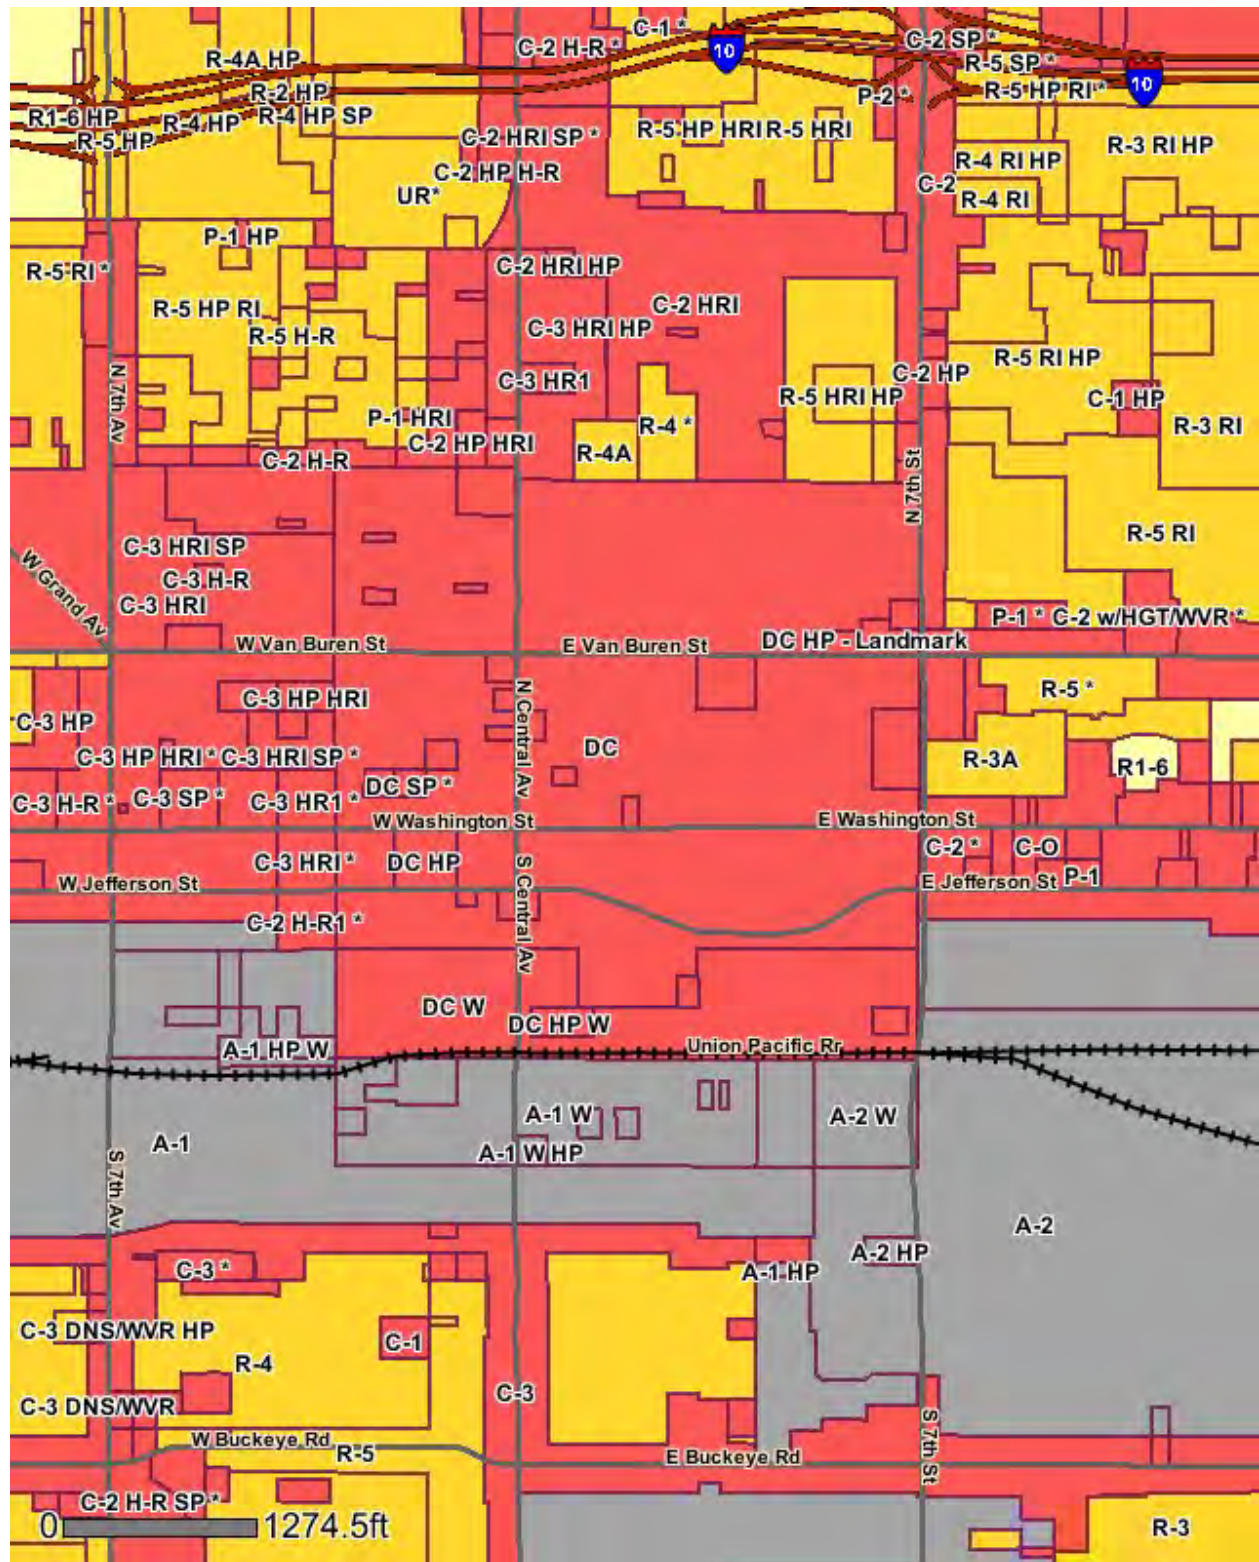 C-1 *
C-2 H-R *
10
C-2 SP *
R-4A HP
R-5 SP *
10
R-2 HP
P-2 *
R-5 HP RI *
R1-6 HP
R-4 HP
R-4 HP SP
R-5 HP
C-2 HRI SP *
R-5 HP HRI
R-5 HRI
R-3 RI HP
R-4 RI HP
C-2 HP H-R
C-2
UR*
R-4 RI
P-1 HP
C-2 HRI HP
R-5 RI *
R-5 HP RI
C-2 HRI
C-3 HRI HP
R-5 H-R
R-5 RI HP
C-2 HP
C-3 HR1
R-5 HRI HP
C-1 HP
N 7th Av
P-1 HRI
R-4 *
R-3 RI
C-2 HP HRI
R-4A
C-2 H-R
N 7th St
R-5 RI
C-3 HRI SP
C-3 H-R
W Grand Av
C-3 HRI
P-1 *
C-2 w/HGT/WVR *
W Van Buren St
E Van Buren St
DC HP - Landmark
R-5 *
C-3 HP HRI
C-3 HP
N Central Av
DC
C-3 HP HRI *
C-3 HRI SP *
R-3A
R1-6
DC SP *
C-3 H-R *
C-3 SP *
C-3 HR1 *
W Washington St
E Washington St
C-2 *
C-O
C-3 HRI *
DC HP
S Central Av
P-1
W Jefferson St
E Jefferson St
C-2 H-R1 *
DC W
DC HP W
A-1 HP W
Union Pacific Rr
A-1 W
A-2 W
A-1
A-1 W HP
S 7th Av
A-2
A-2 HP
C-3 *
A-1 HP
C-3 DNS/WVR HP
C-1
R-4
C-3
C-3 DNS/WVR
S 7th St
W Buckeye Rd
R-5
E Buckeye Rd
C-2 H-R SP *
0 1274.5ft
R-3